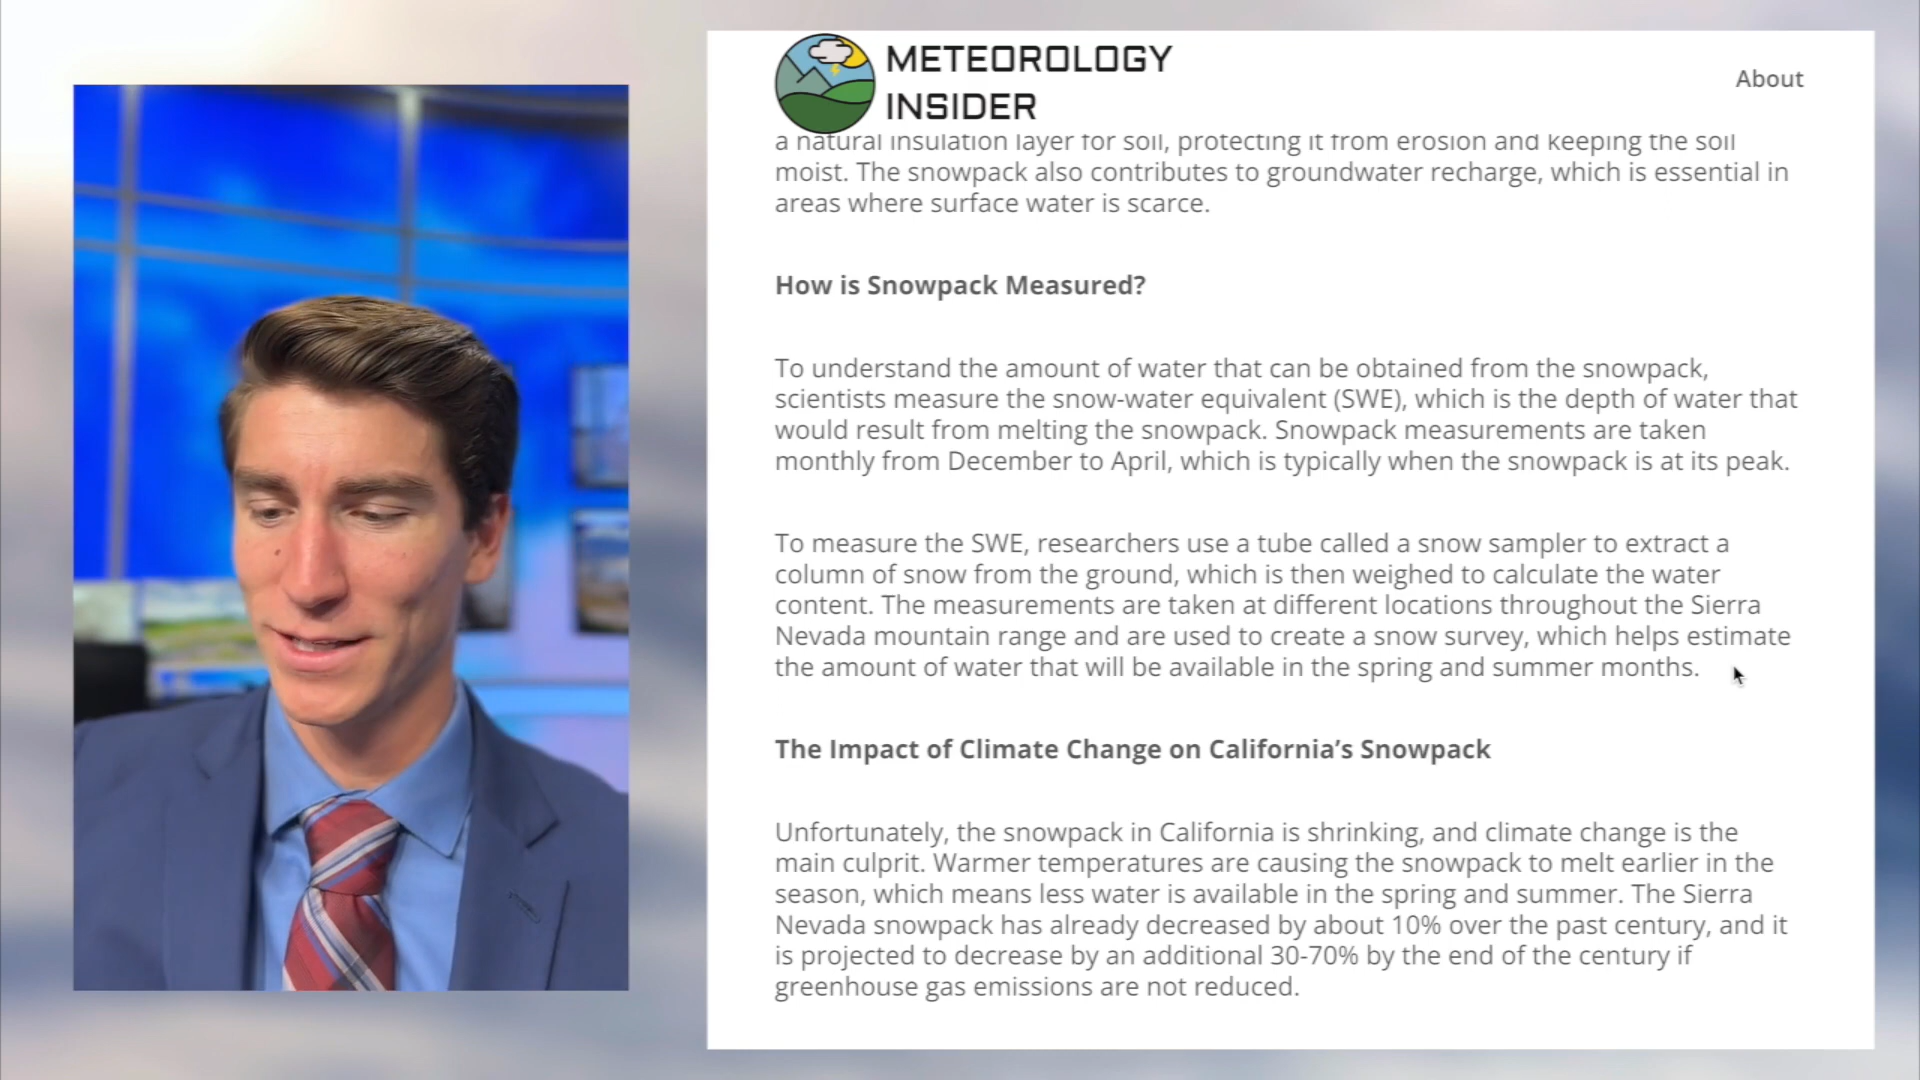 METEOROLOGY
INSIDER
About
a natural insulation layer for soil, protecting it from erosion and keeping the soil
moist. The snowpack also contributes to groundwater recharge, which is essential in
areas where surface water is scarce.
How is Snowpack Measured?
To understand the amount of water that can be obtained from the snowpack,
scientists measure the snow-water equivalent (SWE), which is the depth of water that
would result from melting the snowpack. Snowpack measurements are taken
monthly from December to April, which is typically when the snowpack is at its peak.
To measure the SWE, researchers use a tube called a snow sampler to extract a
column of snow from the ground, which is then weighed to calculate the water
content. The measurements are taken at different locations throughout the Sierra
Nevada mountain range and are used to create a snow survey, which helps estimate
the amount of water that will be available in the spring and summer months.
The Impact of Climate Change on California’s Snowpack
Unfortunately, the snowpack in California is shrinking, and climate change is the
main culprit. Warmer temperatures are causing the snowpack to melt earlier in the
season, which means less water is available in the spring and summer. The Sierra
Nevada snowpack has already decreased by about 10% over the past century, and it
is projected to decrease by an additional 30-70% by the end of the century if
greenhouse gas emissions are not reduced.